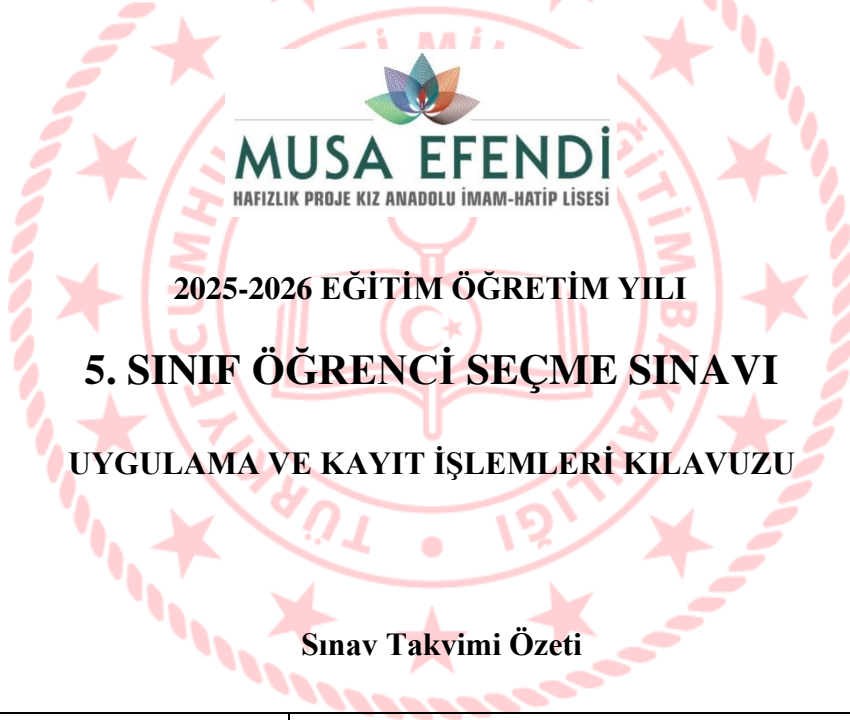 MUSA EFENDİ
HAFIZLIK PROJE KIZ ANADOLU İMAM-HATİP LİSESİ
2025-2026 EĞİTİM ÖĞRETİM YILI
5. SINIF ÖĞRENCİ SEÇME SINAVI
UYGULAMA VE KAYIT İŞLEMLERİ KILAVUZU
Sınav Takvimi Özeti